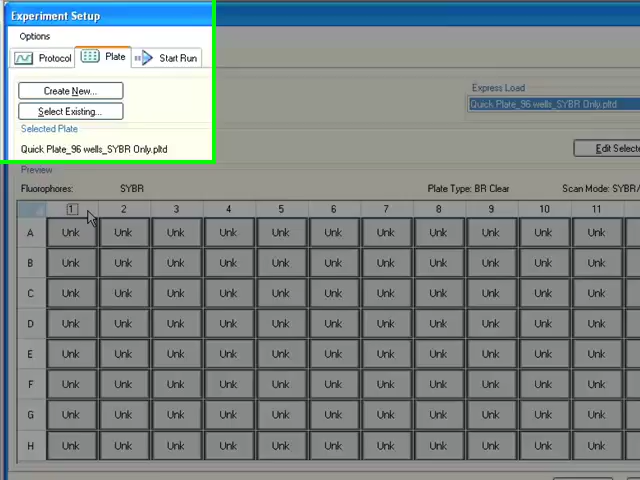 Experiment Setup
Options
Protocol Plate Start Run
Create New...
Select Existing...
Express Load
Quick Plate_96 wells_SYBR Only.pltd
Selected Plate
Quick Plate_96 wells_SYBR Only.pltd
Edit Selecte
Preview
Fluorophores: SYBR Plate Type: BR Clear Scan Mode: SYBR/
1 2 3 4 5 6 7 8 9 10 11
A Unk Unk Unk Unk Unk Unk Unk Unk Unk Unk Unk
B Unk Unk Unk Unk Unk Unk Unk Unk Unk Unk Unk
C Unk Unk Unk Unk Unk Unk Unk Unk Unk Unk Unk
D Unk Unk Unk Unk Unk Unk Unk Unk Unk Unk Unk
E Unk Unk Unk Unk Unk Unk Unk Unk Unk Unk Unk
F Unk Unk Unk Unk Unk Unk Unk Unk Unk Unk Unk
G Unk Unk Unk Unk Unk Unk Unk Unk Unk Unk Unk
H Unk Unk Unk Unk Unk Unk Unk Unk Unk Unk Unk